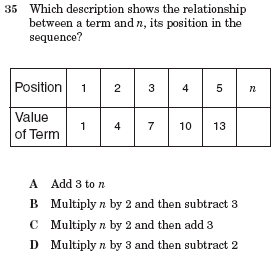 35 Which description shows the relationship
between a term and n, its position in the
sequence?
Position 1 2 3 4 5 n
Value
of Term 1 4 7 10 13
A Add 3 to n
B Multiply n by 2 and then subtract 3
C Multiply n by 2 and then add 3
D Multiply n by 3 and then subtract 2